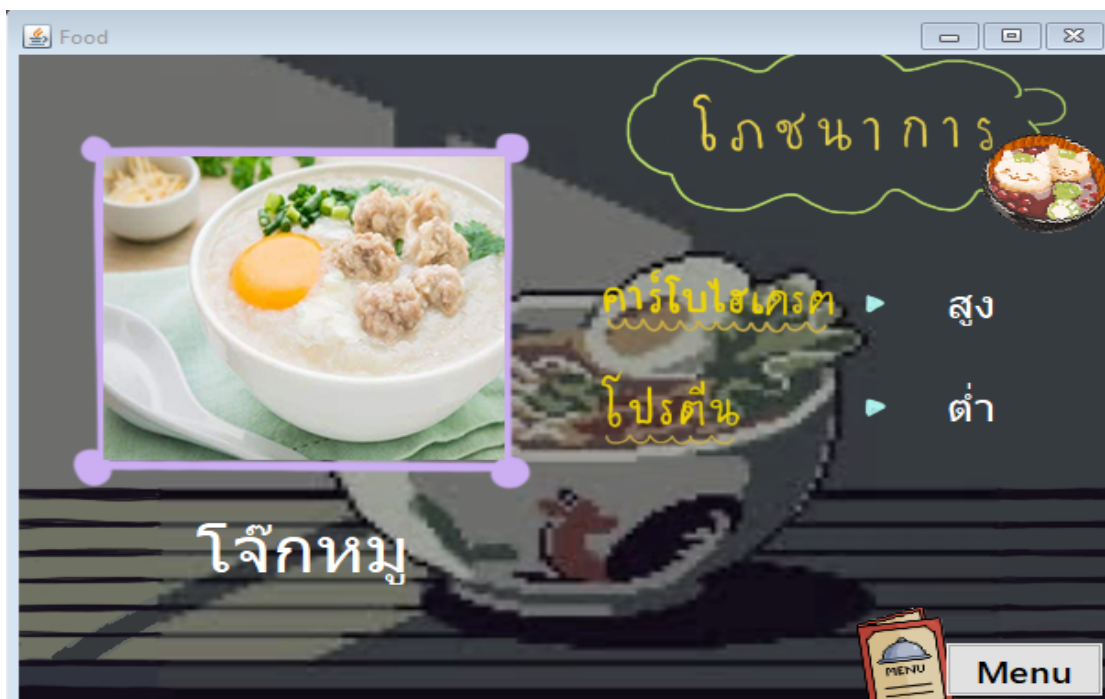 Food
โภชนาการ
คาร์โบไฮเดรต
สูง
โปรตีน
ต่ำ
โจ๊กหมู
MENU
Menu